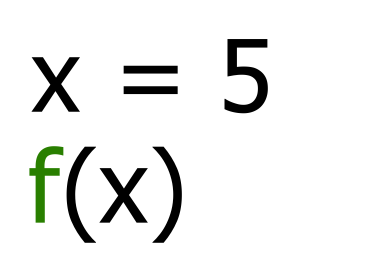 x = 5
f(x)